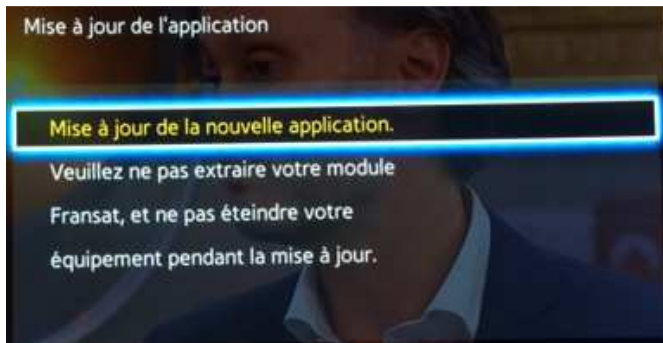 Mise à jour de l'application
Mise à jour de la nouvelle application.
Veuillez ne pas extraire votre module
Fransat, et ne pas éteindre votre
équipement pendant la mise à jour.